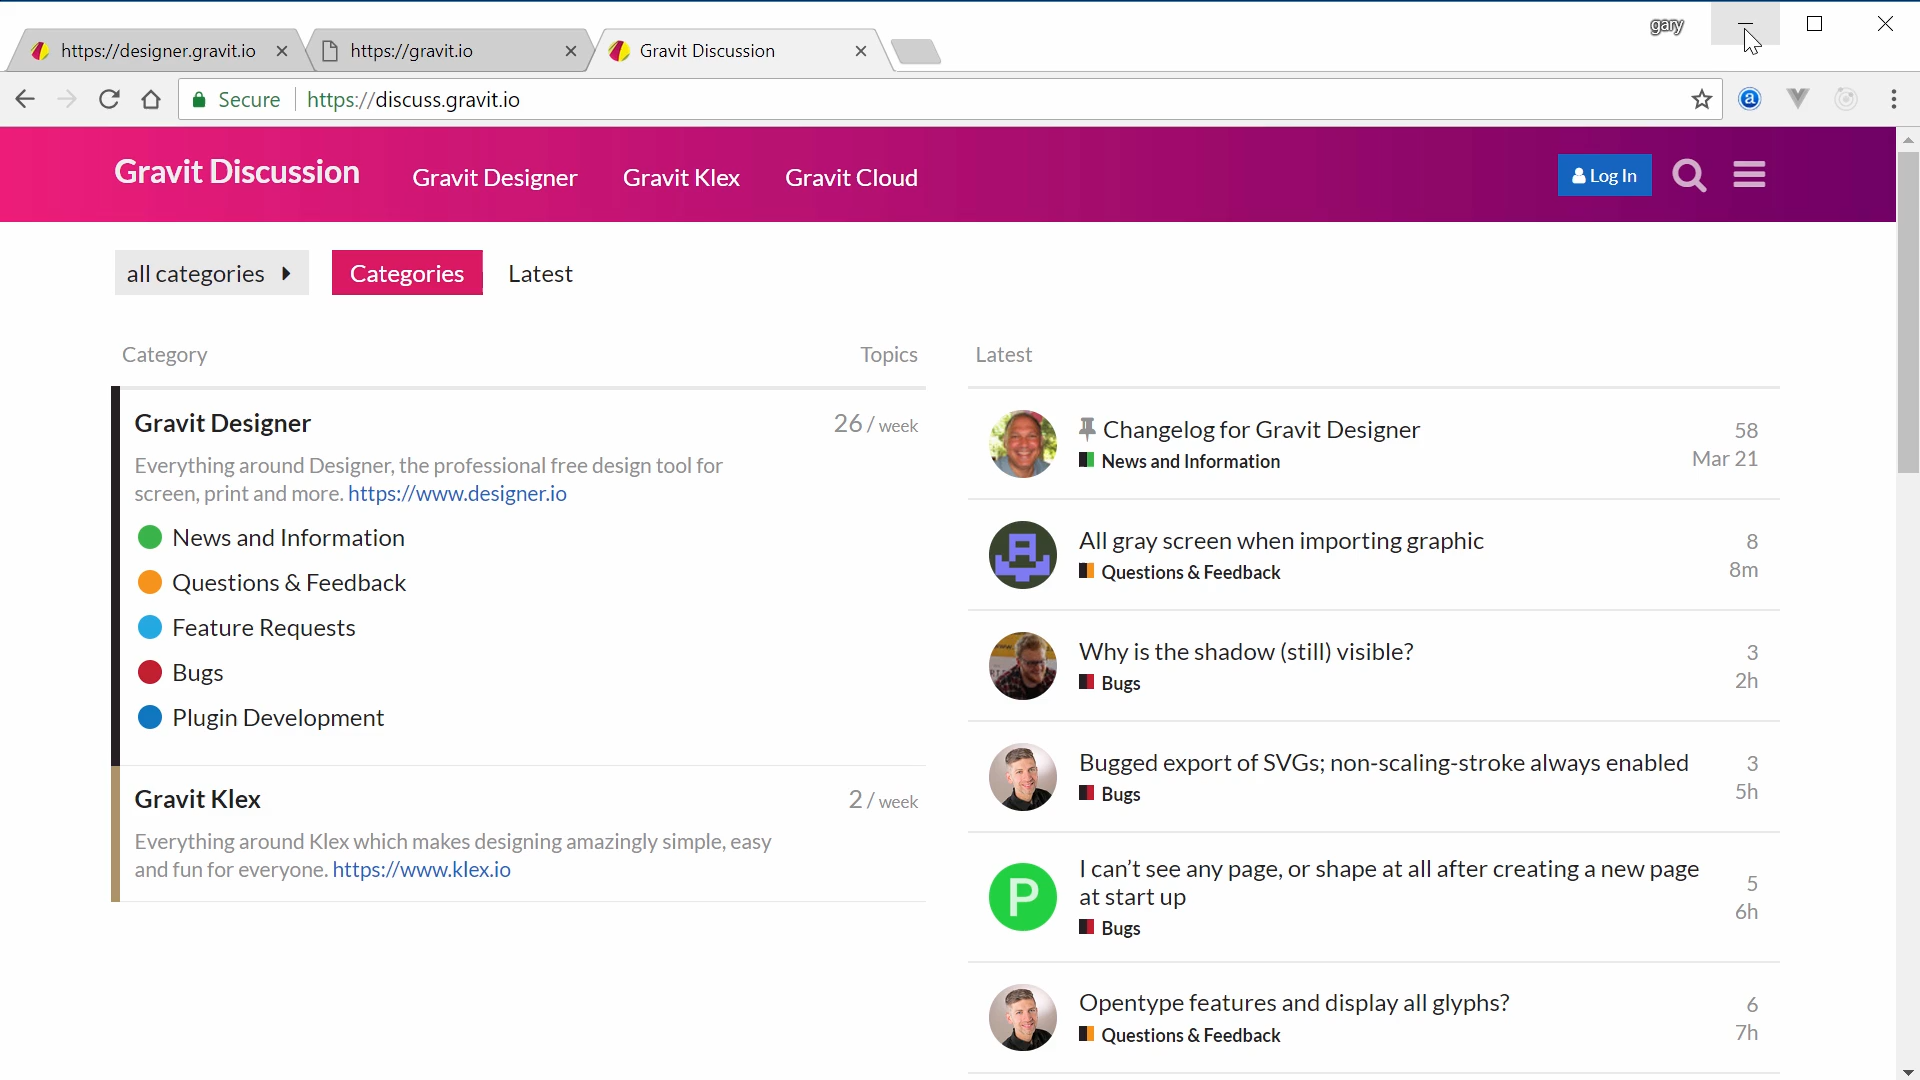 gary
https://designer.gravit.io
https://gravit.io
Gravit Discussion
Secure
https://discuss.gravit.io
Gravit Discussion
Gravit Designer
Gravit Klex
Gravit Cloud
Log In
all categories
Categories
Latest
Category
Topics
Gravit Designer
26 / week
Everything around Designer, the professional free design tool for
screen, print and more. https://www.designer.io
News and Information
Questions & Feedback
Feature Requests
Bugs
Plugin Development
Gravit Klex
2 / week
Everything around Klex which makes designing amazingly simple, easy
and fun for everyone. https://www.klex.io
Latest
Changelog for Gravit Designer
58
News and Information
Mar 21
All gray screen when importing graphic
8
Questions & Feedback
8m
Why is the shadow (still) visible?
3
Bugs
2h
Bugged export of SVGs; non-scaling-stroke always enabled
3
Bugs
5h
P
I can't see any page, or shape at all after creating a new page
at start up
5
Bugs
6h
Opentype features and display all glyphs?
6
Questions & Feedback
7h